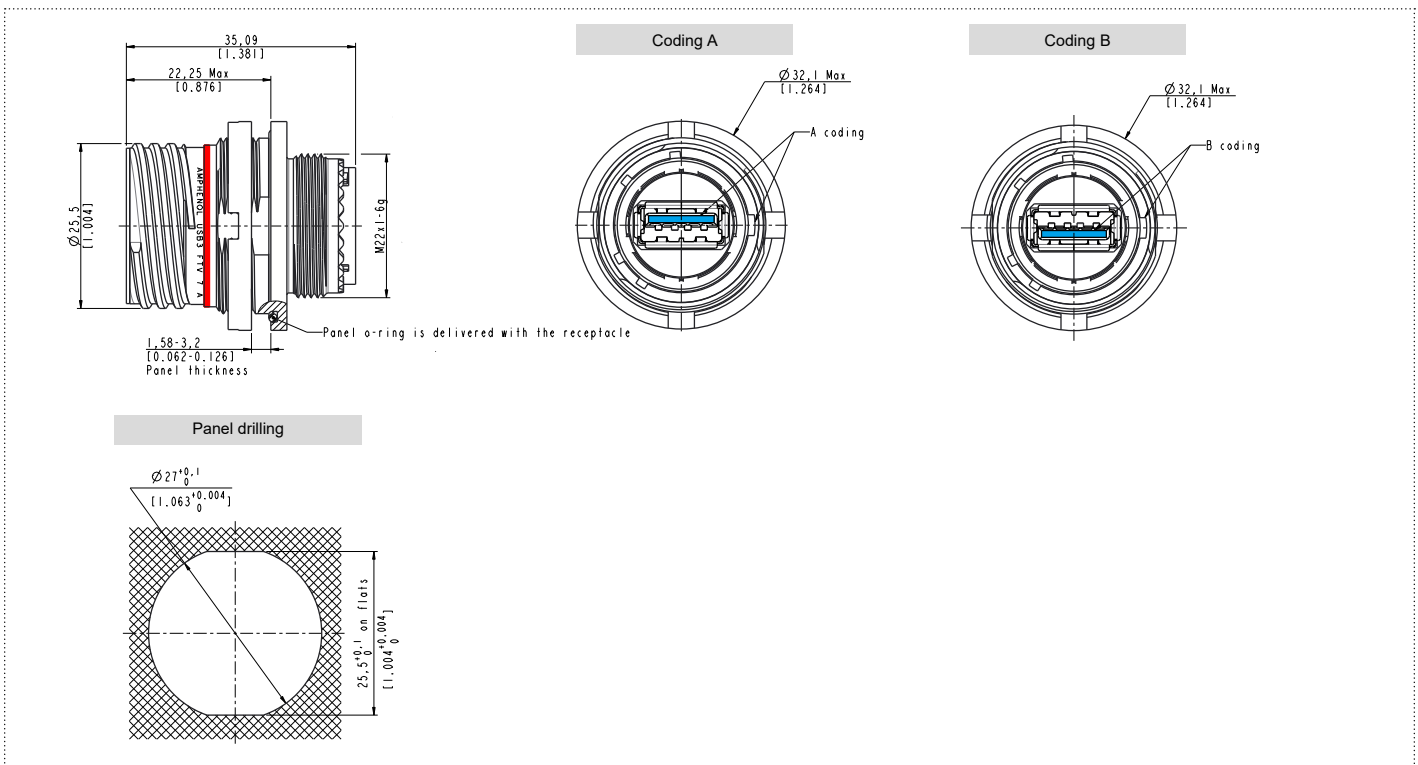 35,09
[1.381]
22,25 Max
[0.876]
Ø25,5
[1.004]
AMPHENOL USB3 FTV 7 A
M22x1-6g
Panel o-ring is delivered with the receptacle
1,58-3,2
[0.062-0.126]
Panel thickness
Coding A
Ø32,1 Max
[1.264]
A coding
Coding B
Ø32,1 Max
[1.264]
B coding
Panel drilling
Ø27 +0,1 0
[1.063 +0.004 0]
25,5 +0,1 0 on flats
[1.004 +0.004 0]